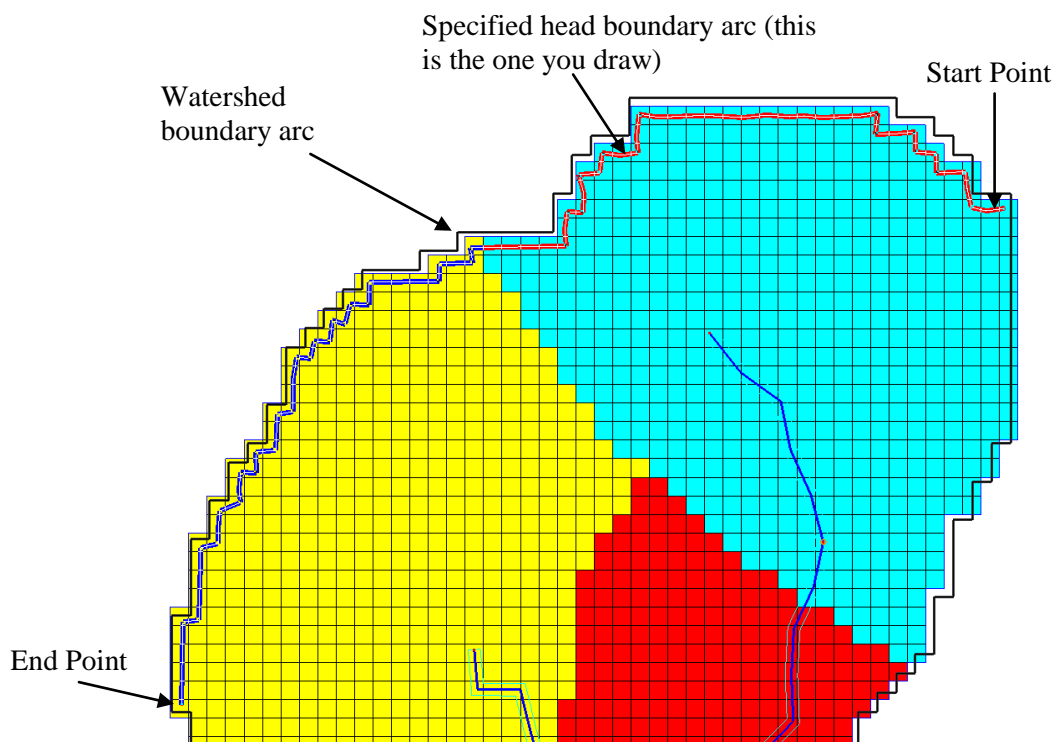 Specified head boundary arc (this
is the one you draw)
Start Point
Watershed
boundary arc
End Point